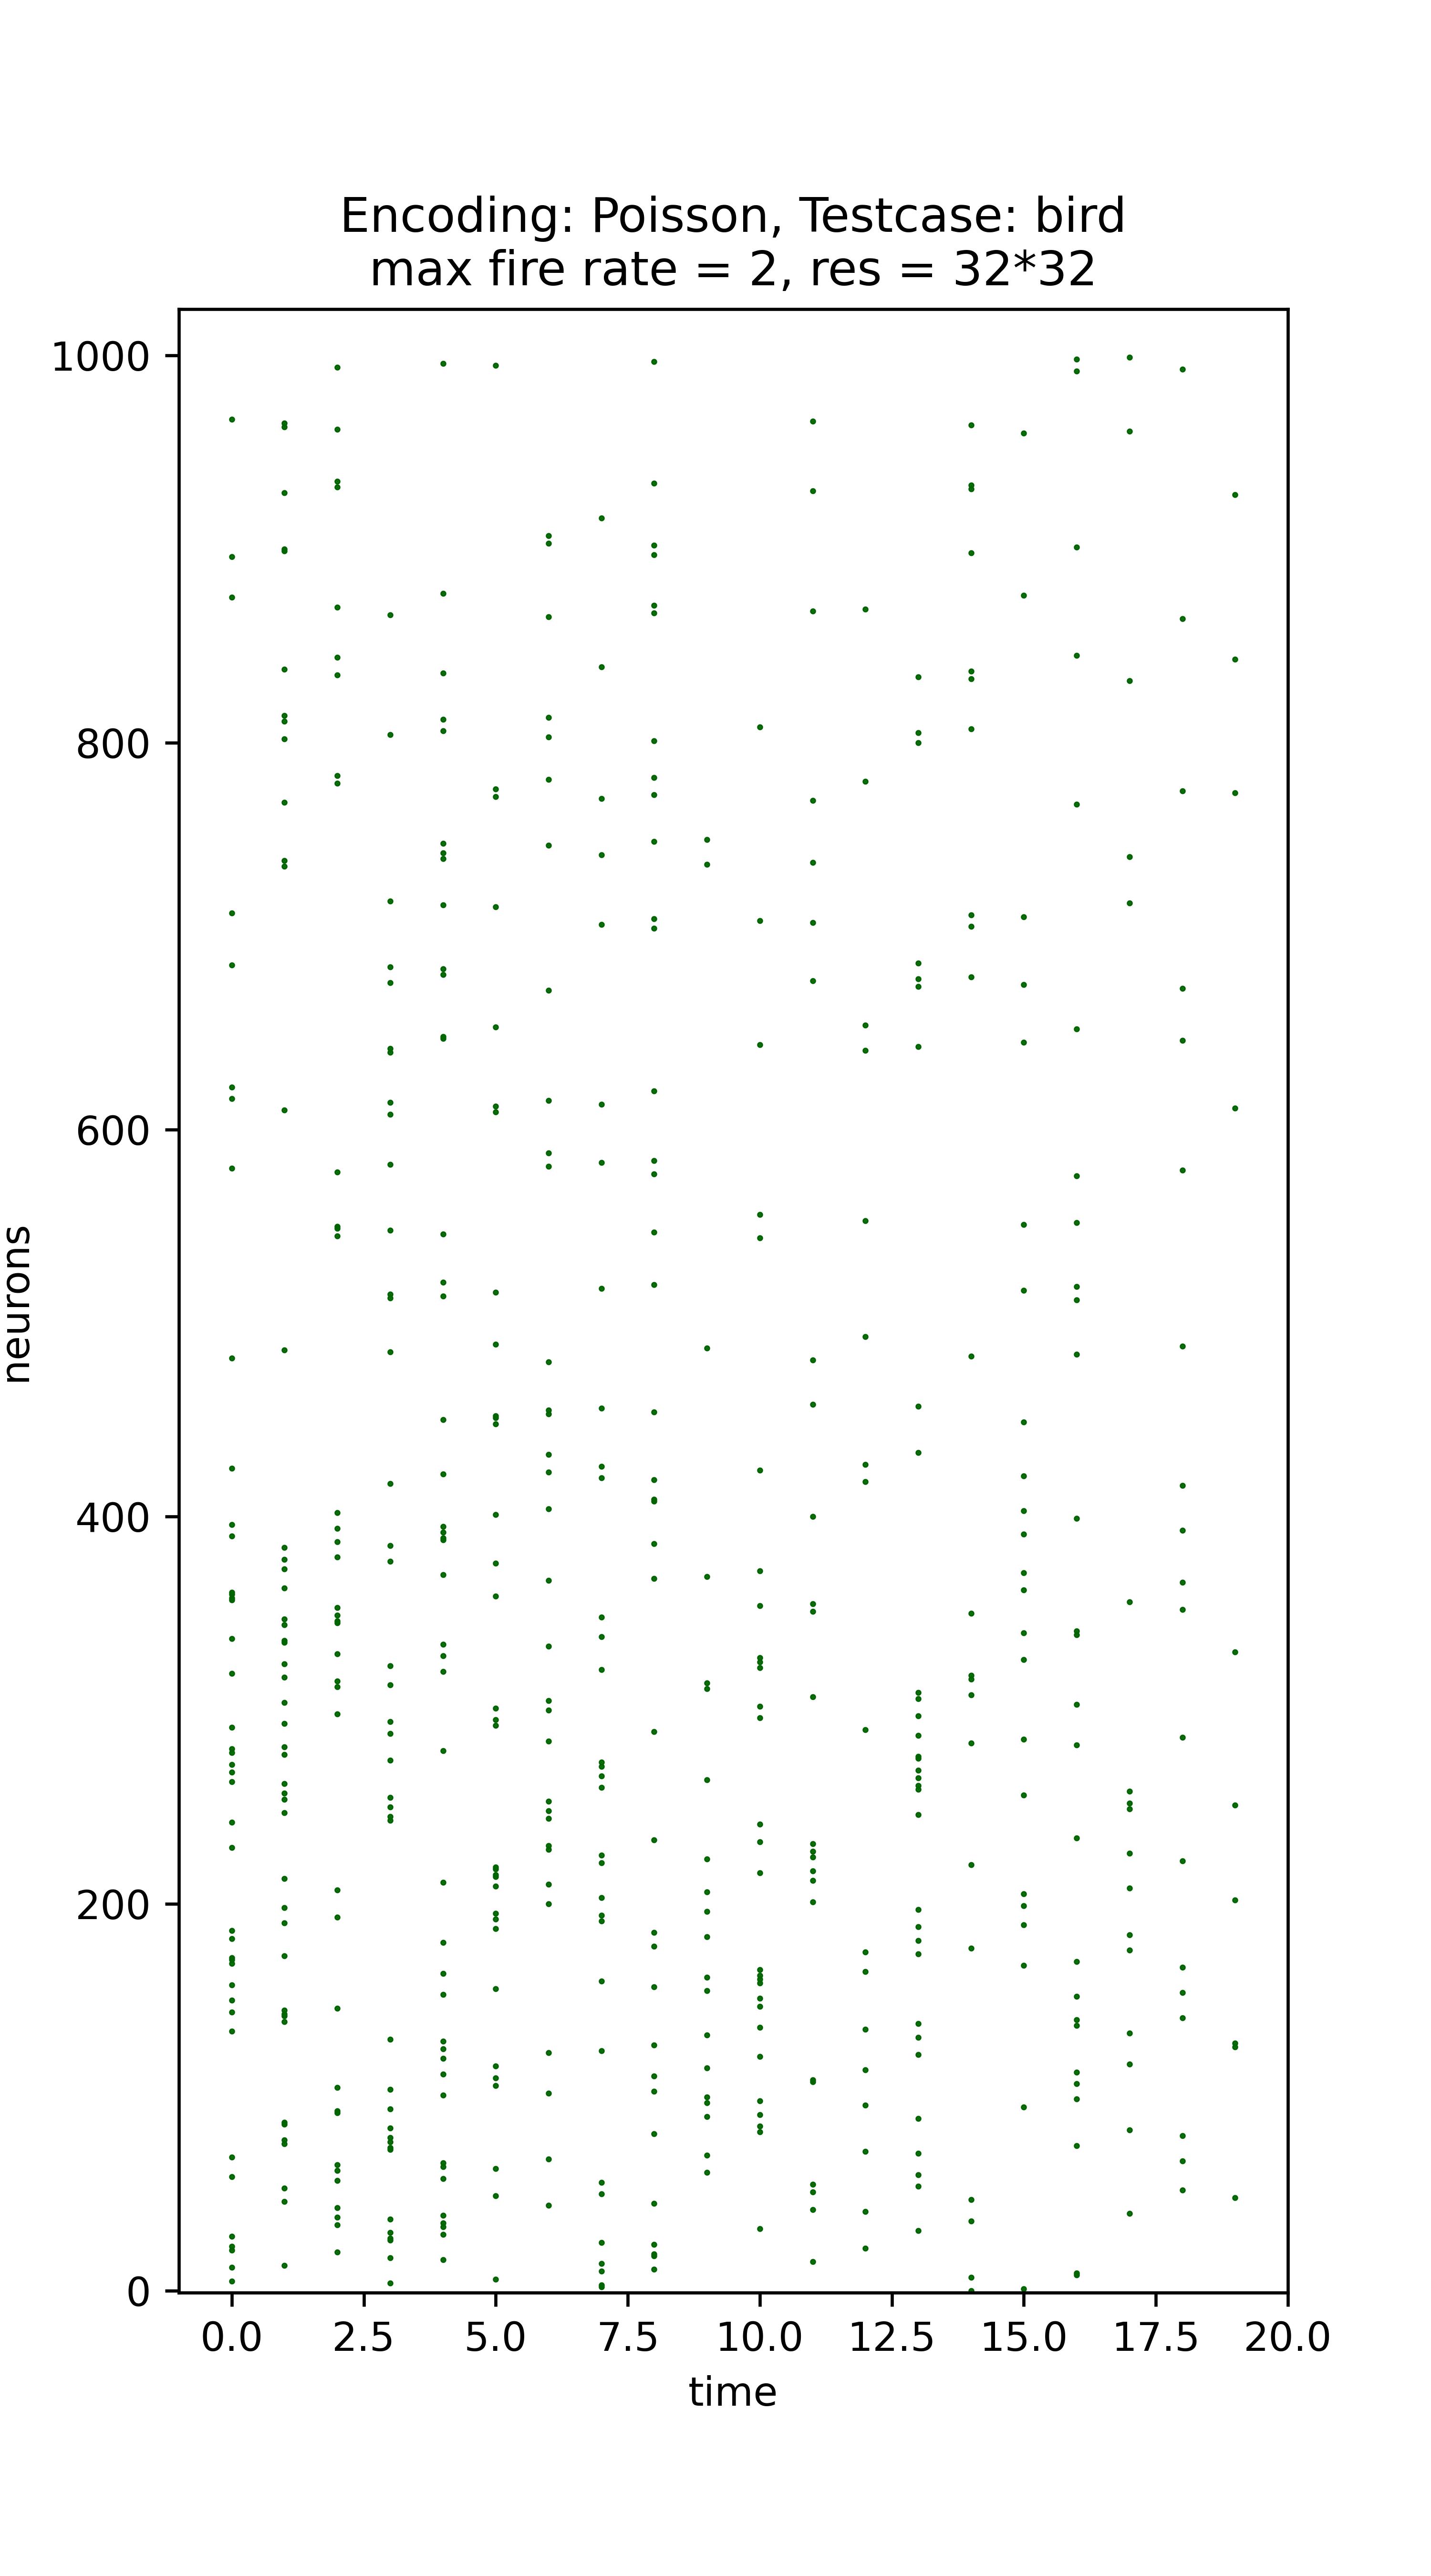 Encoding: Poisson, Testcase: bird
max fire rate = 2, res = 32*32
1000
800
600
400
200
0
neurons
0.0 2.5 5.0 7.5 10.0 12.5 15.0 17.5 20.0
time